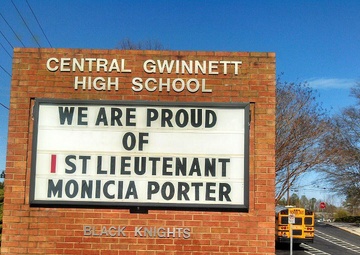 CENTRAL GWINNETT
HIGH SCHOOL
WE ARE PROUD
OF
1 ST LIEUTENANT
MONICIA PORTER
BLACK KNIGHTS